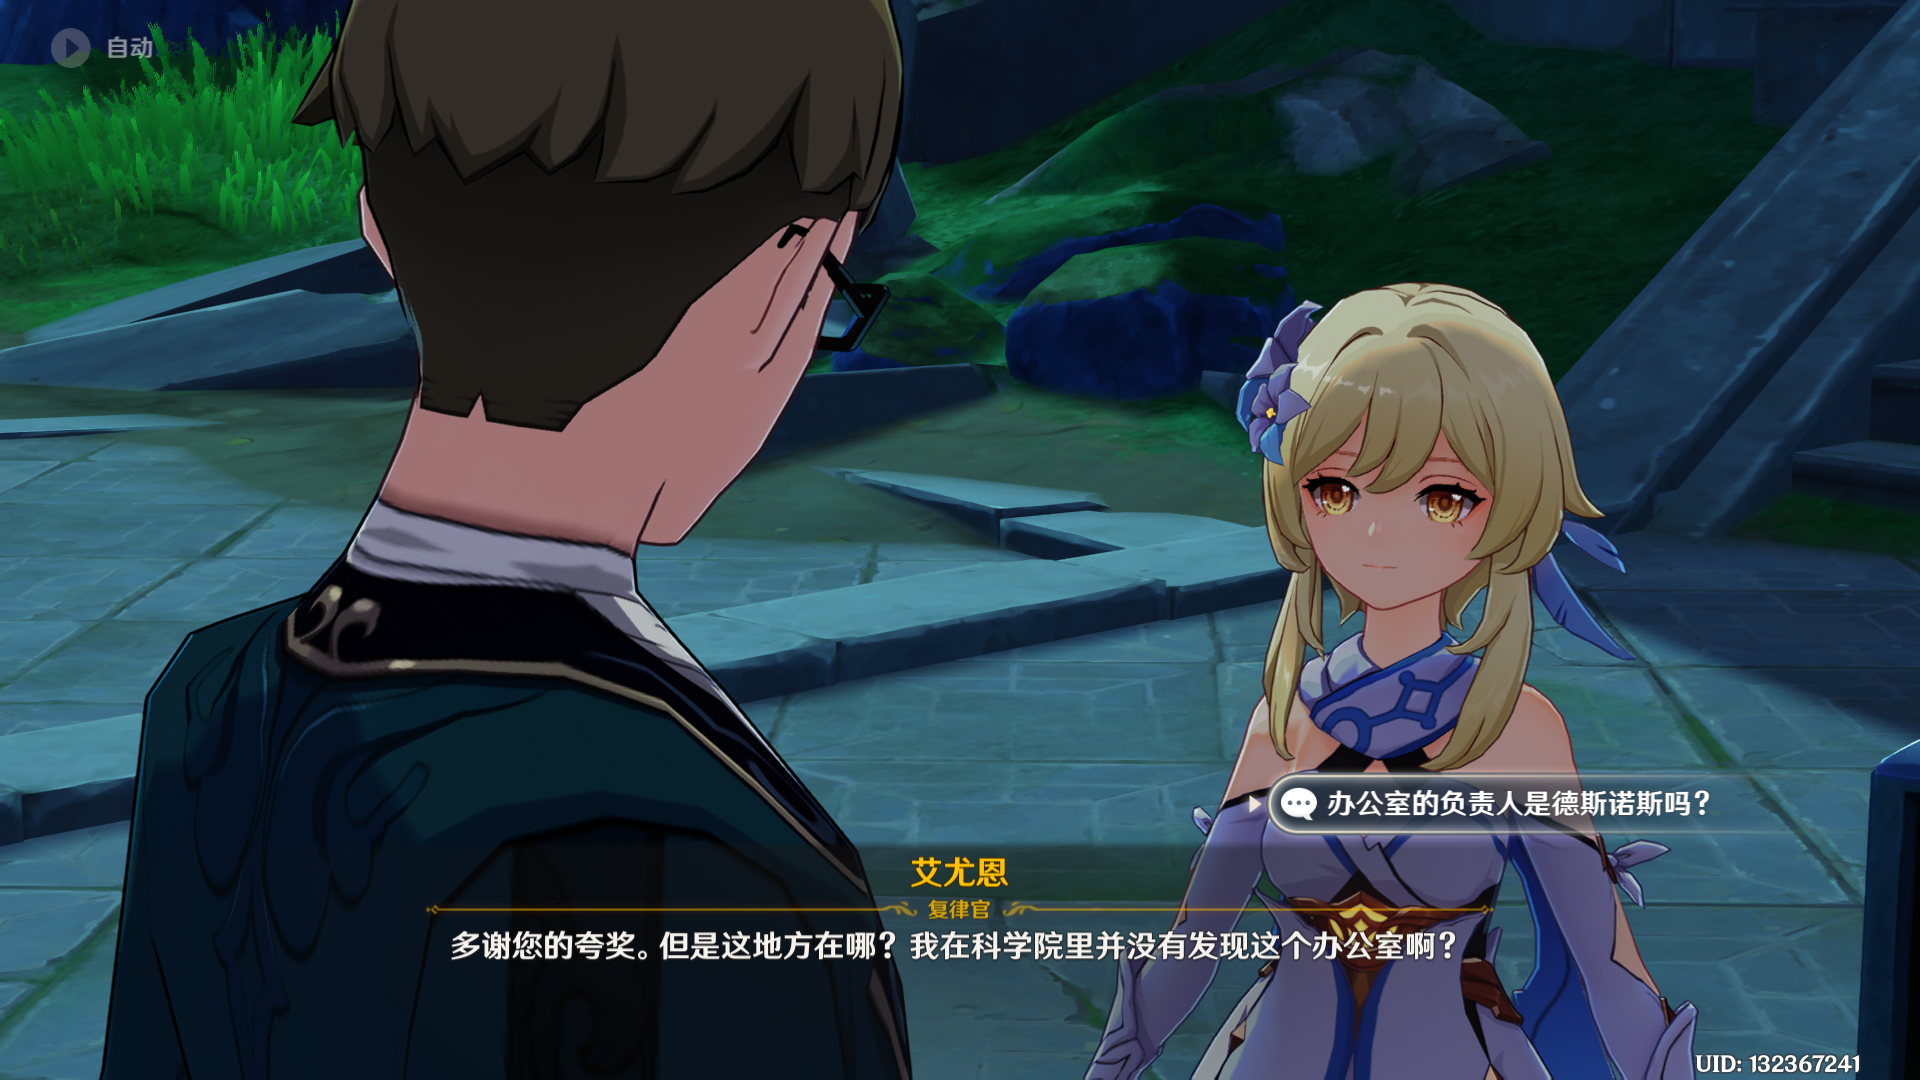 自动
办公室的负责人是德斯诺斯吗？
艾尤恩
复律官
多谢您的夸奖。但是这地方在哪？我在科学院里并没有发现这个办公室啊？
UID: 132367241